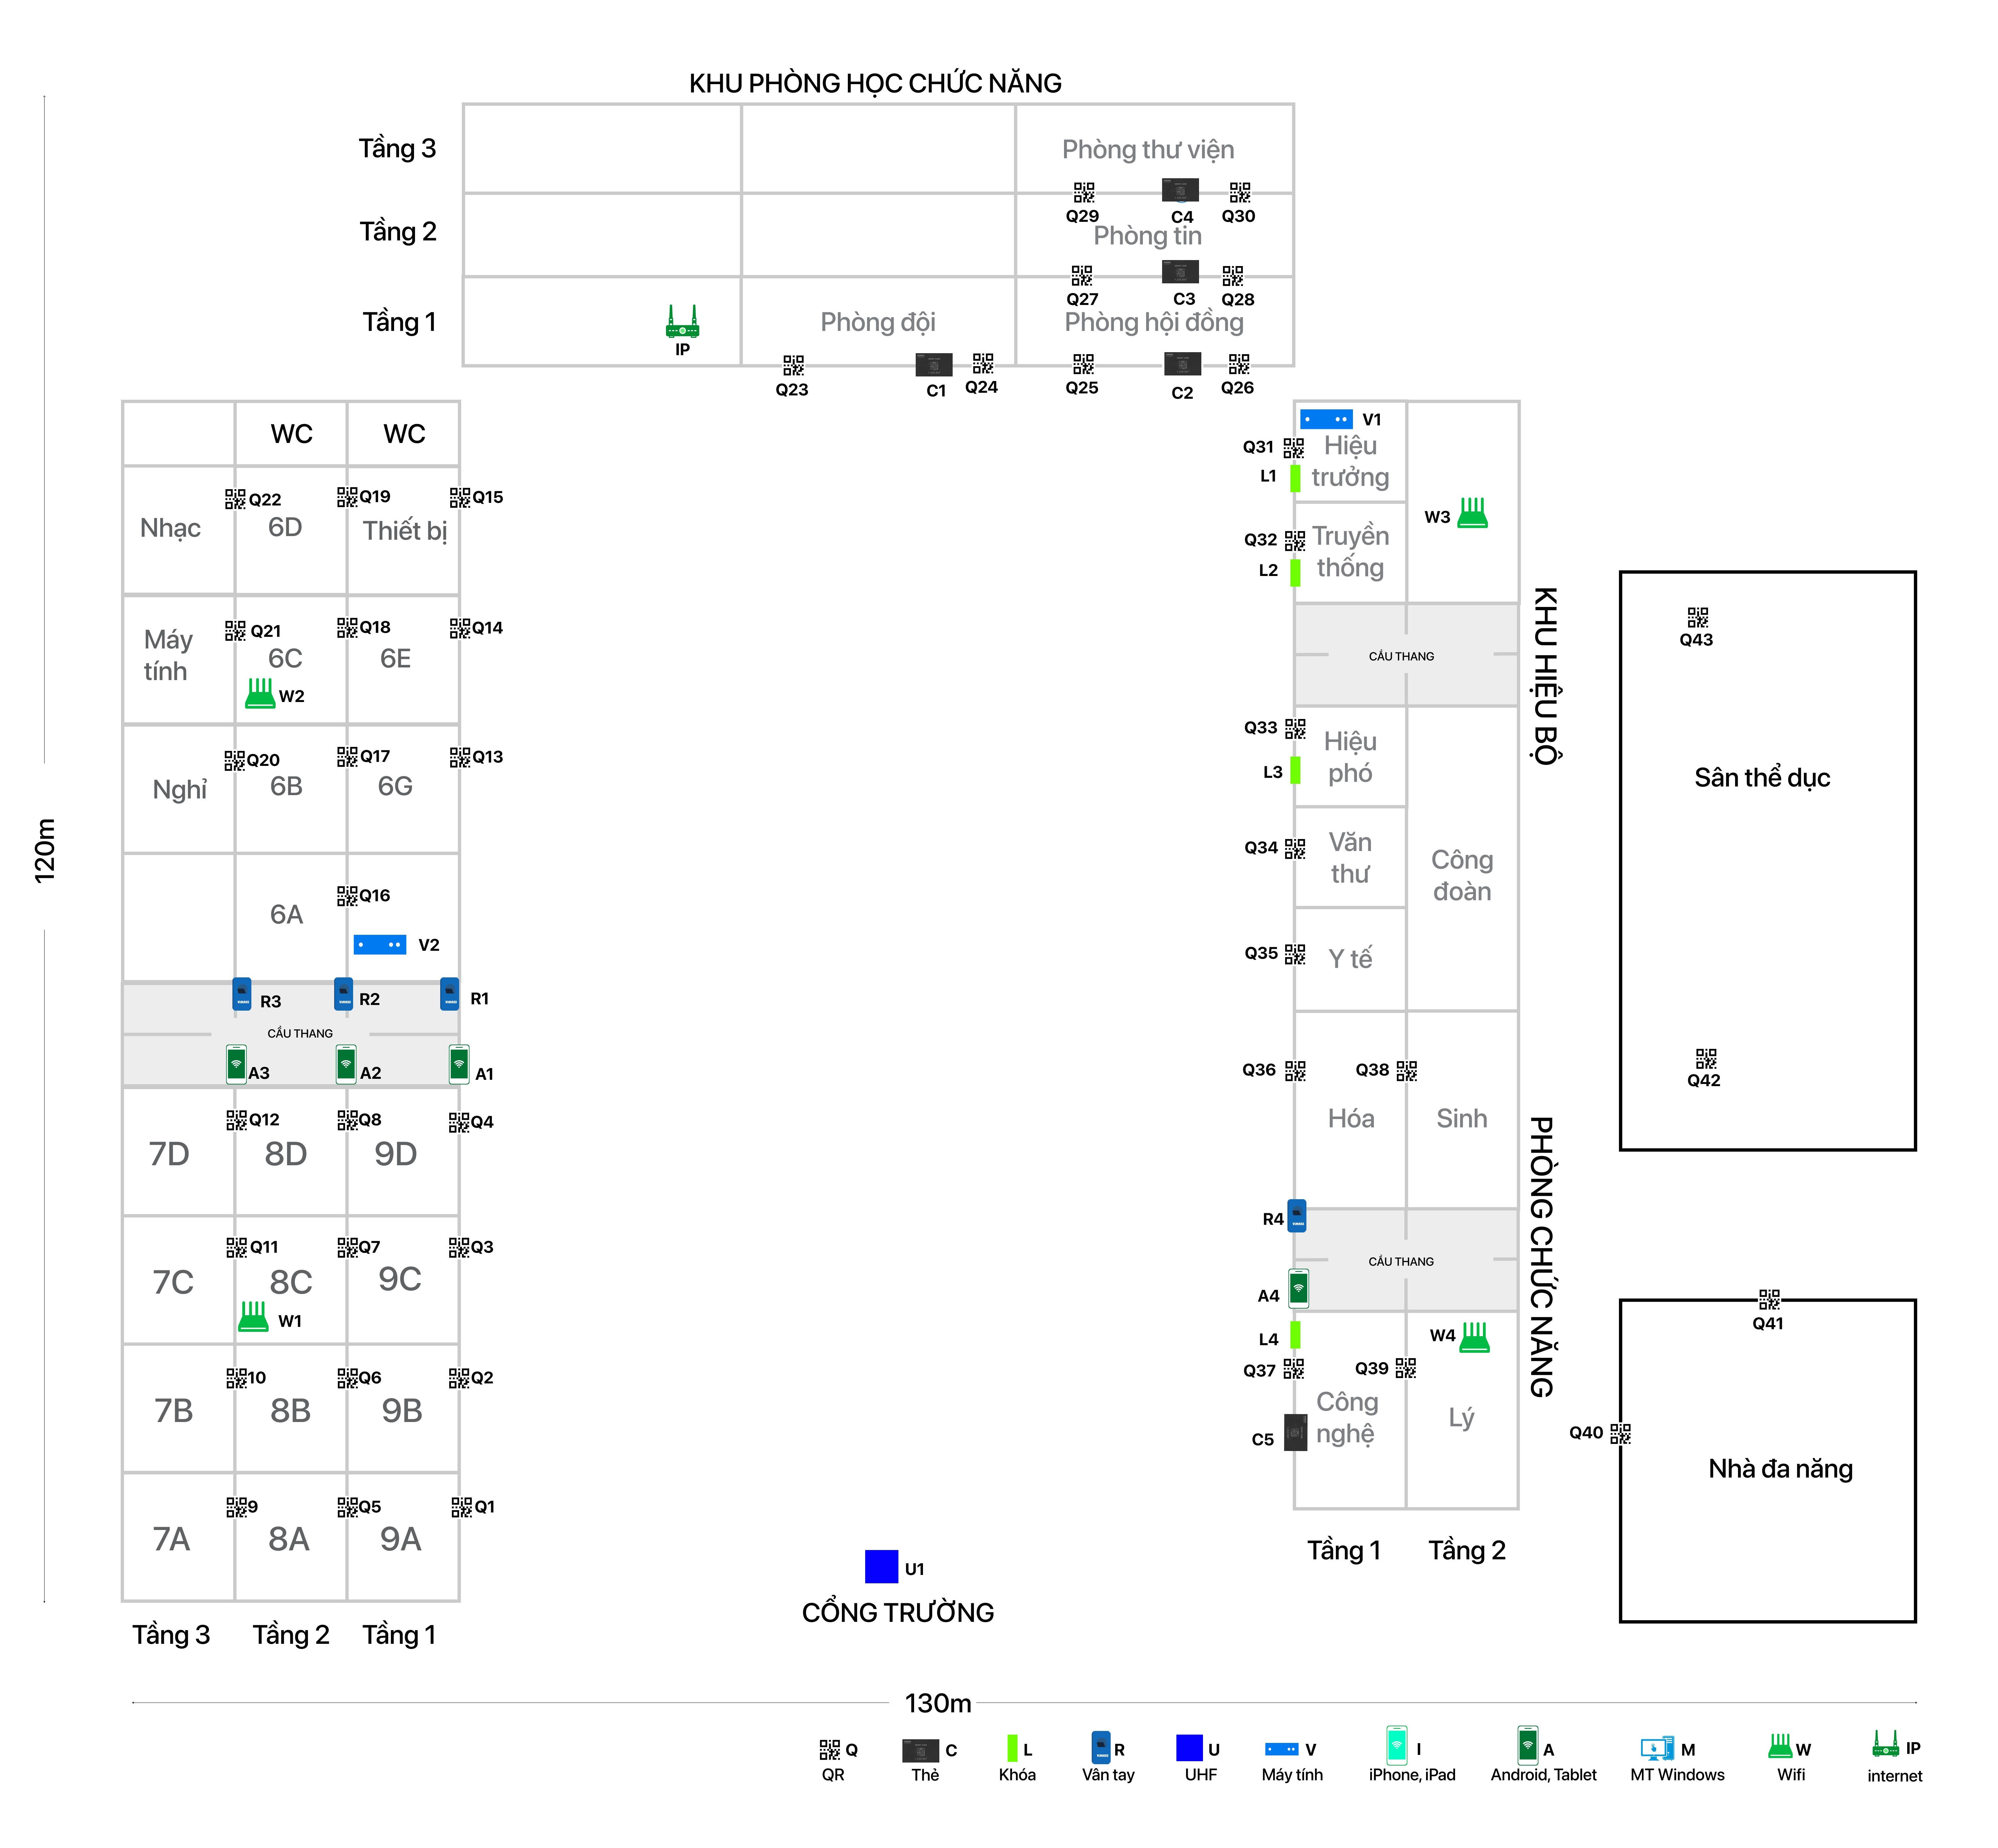 KHU PHÒNG HỌC CHỨC NĂNG
Tầng 3
Phòng thư viện
Q29
C4
Q30
Tầng 2
Phòng tin
Q27
C3
Q28
Tầng 1
IP
Phòng đội
Phòng hội đồng
Q23
C1
Q24
Q25
C2
Q26
120m
WC
WC
Q22
Q19
Q15
Nhạc
6D
Thiết bị
Q21
Q18
Q14
Máy
tính
6C
6E
W2
Q20
Q17
Q13
Nghỉ
6B
6G
Q16
6A
V2
R3
R2
R1
CẦU THANG
A3
A2
A1
Q12
Q8
Q4
7D
8D
9D
Q11
Q7
Q3
7C
8C
9C
W1
10
Q6
Q2
7B
8B
9B
9
Q5
Q1
7A
8A
9A
Tầng 3
Tầng 2
Tầng 1
U1
CỔNG TRƯỜNG
V1
Q31
Hiệu
trưởng
L1
W3
Q32
Truyền
thống
L2
CẦU THANG
KHU HIỆU BỘ
Q33
Hiệu
phó
L3
Q34
Văn
thư
Công
đoàn
Q35
Y tế
Q36
Q38
Hóa
Sinh
R4
CẦU THANG
A4
L4
W4
Q37
Q39
Công
nghệ
Lý
C5
PHÒNG CHỨC NĂNG
Tầng 1
Tầng 2
Q43
Sân thể dục
Q42
Q41
Q40
Nhà đa năng
130m
Q
C
L
R
U
V
I
A
M
W
IP
QR
Thẻ
Khóa
Vân tay
UHF
Máy tính
iPhone, iPad
Android, Tablet
MT Windows
Wifi
internet